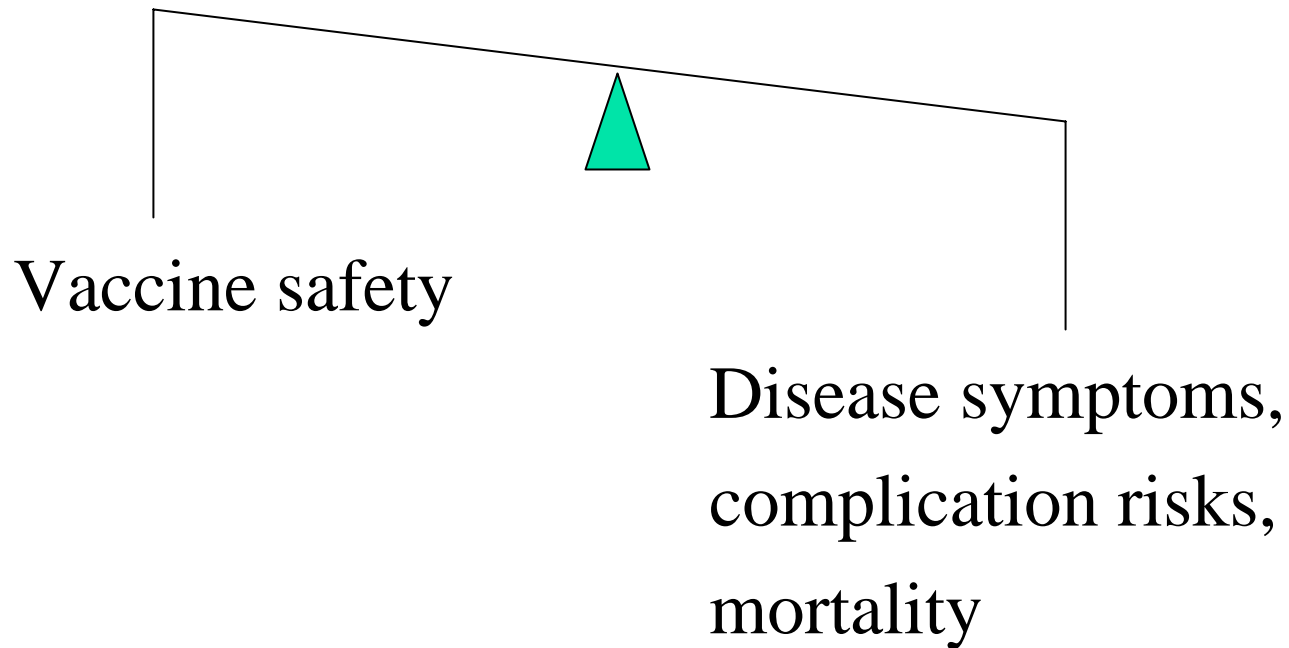 Vaccine safety
Disease symptoms,
complication risks,
mortality